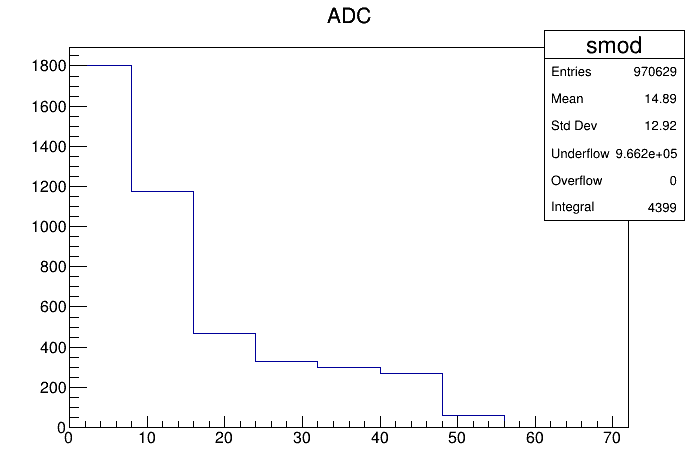 ADC
smod
Entries 970629
Mean 14.89
Std Dev 12.92
Underflow 9.662e+05
Overflow 0
Integral 4399
1800
1600
1400
1200
1000
800
600
400
200
0
0 10 20 30 40 50 60 70